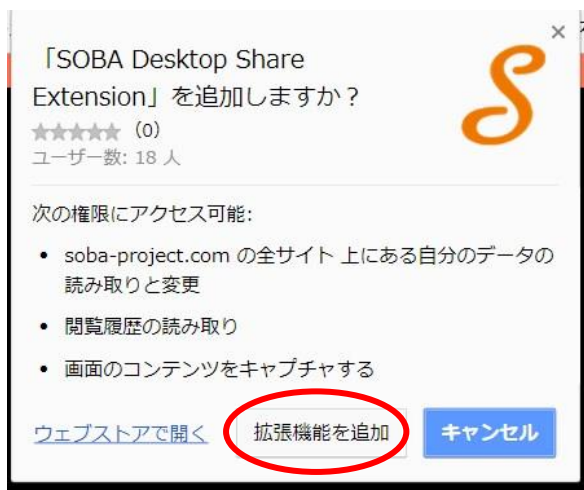 「SOBA Desktop Share
Extension」を追加しますか？
★★★★★ (0)
ユーザー数: 18 人
次の権限にアクセス可能:
• soba-project.com の全サイト 上にある自分のデータの
読み取りと変更
• 閲覧履歴の読み取り
• 画面のコンテンツをキャプチャする
ウェブストアで開く 拡張機能を追加 キャンセル